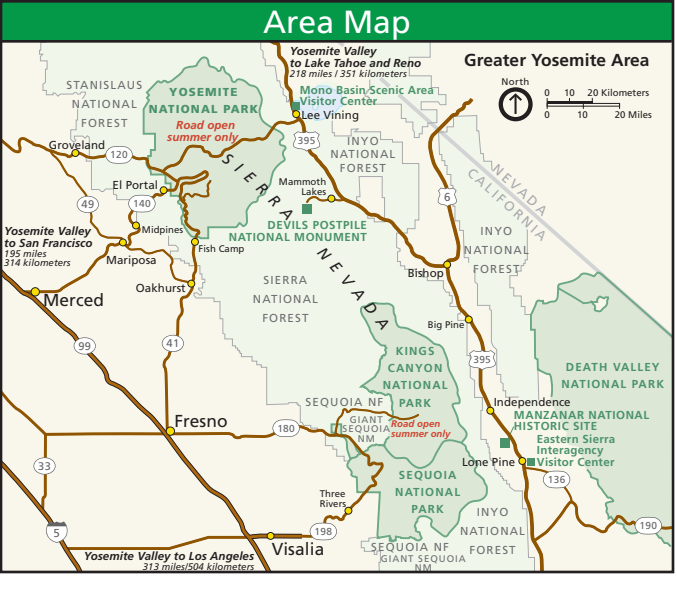 Area Map
Yosemite Valley
to Lake Tahoe and Reno
218 miles / 351 kilometers
Greater Yosemite Area
North
0 10 20 Kilometers
0 10 20 Miles
STANISLAUS
NATIONAL
FOREST
YOSEMITE
NATIONAL PARK
Road open
summer only
Mono Basin Scenic Area
Visitor Center
Lee Vining
395
INYO
NATIONAL
FOREST
NEVADA
CALIFORNIA
Groveland
120
El Portal
49
140
Midpines
Mariposa
Yosemite Valley
to San Francisco
195 miles
314 kilometers
Mammoth
Lakes
DEVILS POSTPILE
NATIONAL MONUMENT
SIERRA NEVADA
6
INYO
NATIONAL
FOREST
Fish Camp
Bishop
Oakhurst
Merced
SIERRA
NATIONAL
FOREST
Big Pine
99
41
KINGS
CANYON
NATIONAL
PARK
395
DEATH VALLEY
NATIONAL PARK
SEQUOIA NF
GIANT
SEQUOIA
NM
Road open
summer only
Independence
MANZANAR NATIONAL
HISTORIC SITE
Eastern Sierra
Interagency
Visitor Center
Fresno
180
Lone Pine
33
SEQUOIA
NATIONAL
PARK
136
Three
Rivers
INYO
NATIONAL
FOREST
190
5
198
Visalia
Yosemite Valley to Los Angeles
313 miles/504 kilometers
SEQUOIA NF
GIANT SEQUOIA
NM